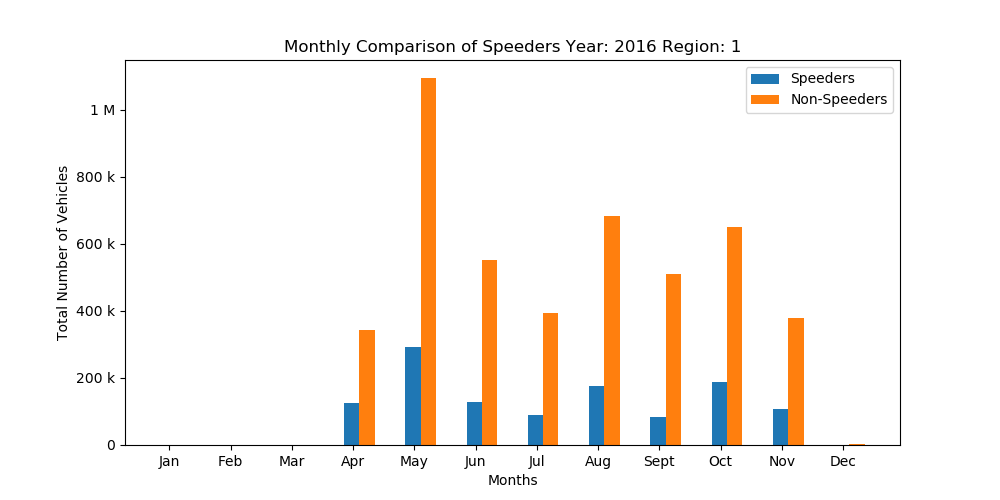 Monthly Comparison of Speeders Year: 2016 Region: 1
Speeders
Non-Speeders
Total Number of Vehicles
1 M
800 k
600 k
400 k
200 k
0
Jan Feb Mar Apr May Jun Jul Aug Sept Oct Nov Dec
Months